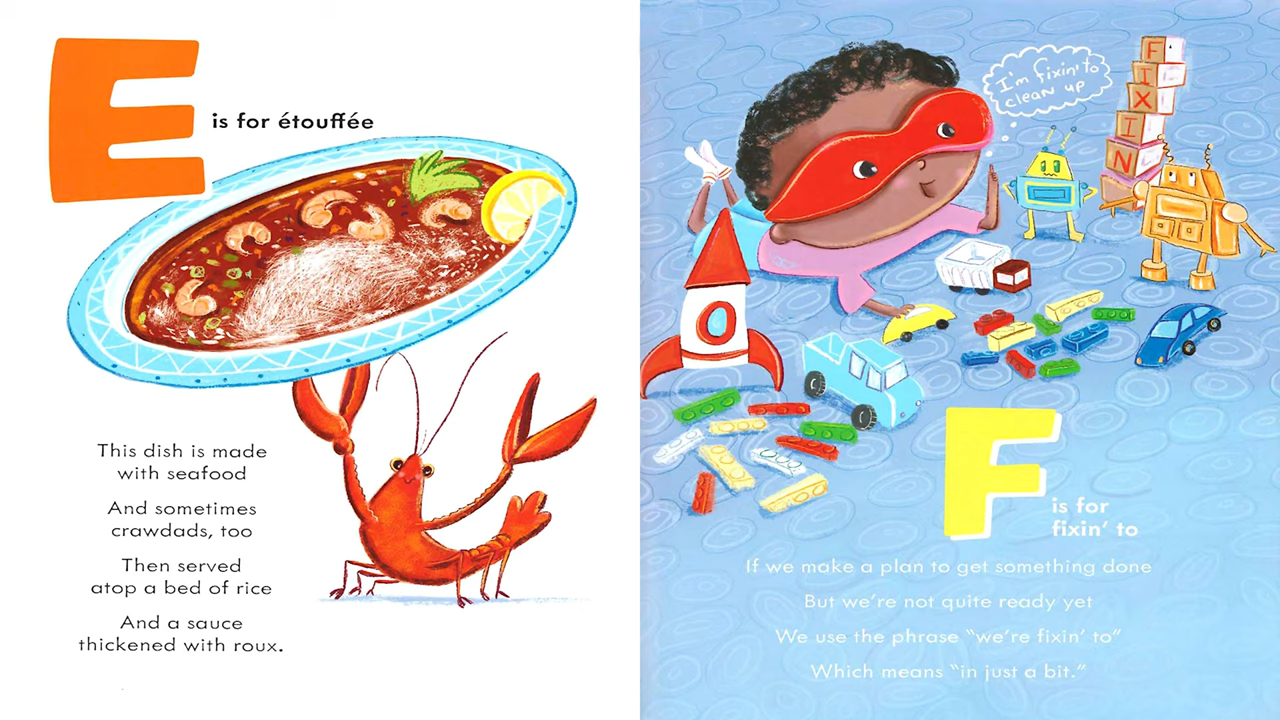 E
is for étouffée
This dish is made
with seafood
And sometimes
crawdads, too
Then served
atop a bed of rice
And a sauce
thickened with roux.
I'm fixin' to
clean up
F
I
X
I
N
F
is for
fixin' to
If we make a plan to get something done
But we're not quite ready yet
We use the phrase “we're fixin' to”
Which means “in just a bit.”